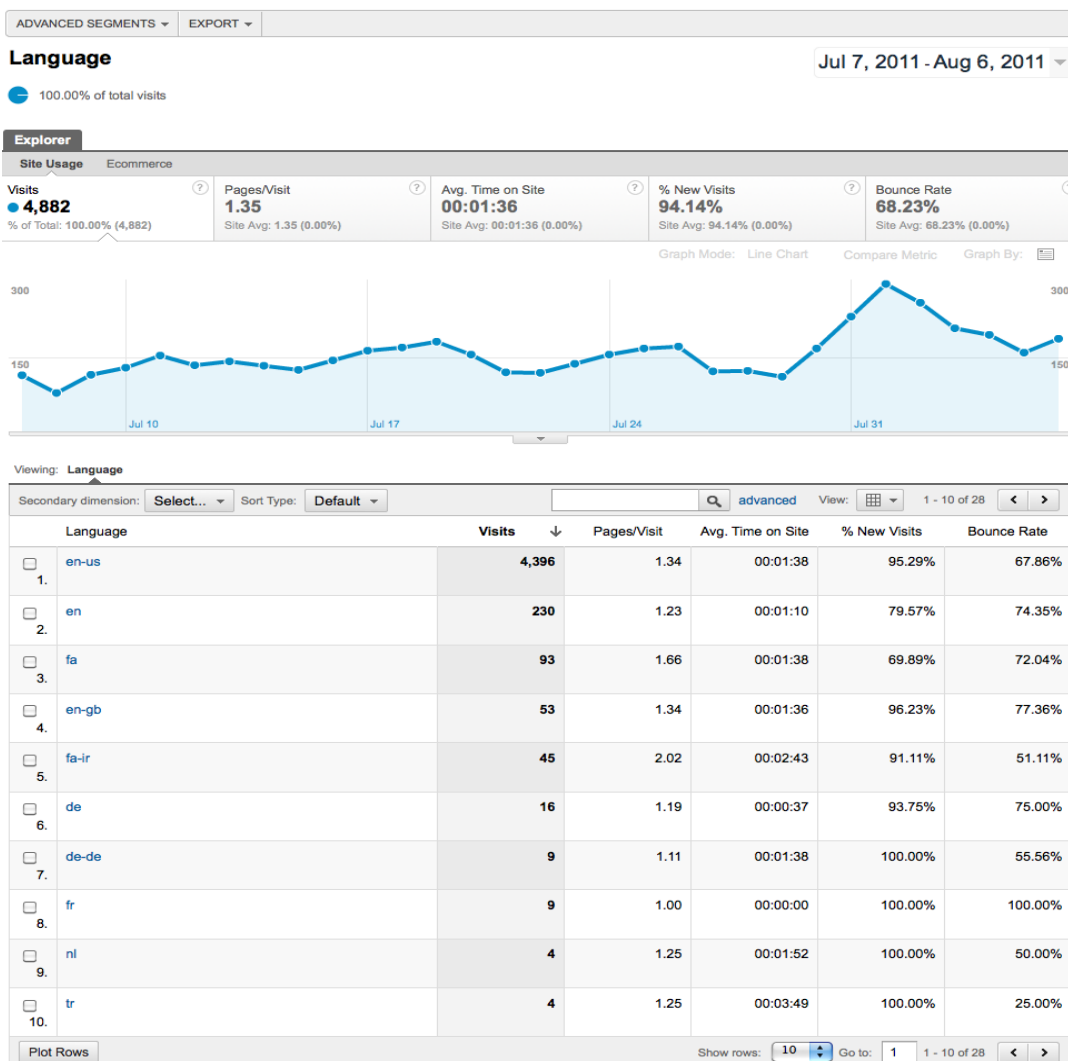 ADVANCED SEGMENTS EXPORT
Language
Jul 7, 2011 - Aug 6, 2011
100.00% of total visits
Explorer
Site Usage Ecommerce
Visits ? Pages/Visit ? Avg. Time on Site ? % New Visits ? Bounce Rate ?
4,882 1.35 00:01:36 94.14% 68.23%
% of Total: 100.00% (4,882) Site Avg: 1.35 (0.00%) Site Avg: 00:01:36 (0.00%) Site Avg: 94.14% (0.00%) Site Avg: 68.23% (0.00%)
Graph Mode: Line Chart Compare Metric Graph By:
300 300
150 150
Jul 10 Jul 17 Jul 24 Jul 31
Viewing: Language
Secondary dimension: Select... Sort Type: Default advanced View: 1 - 10 of 28
Language Visits Pages/Visit Avg. Time on Site % New Visits Bounce Rate
1. en-us 4,396 1.34 00:01:38 95.29% 67.86%
2. en 230 1.23 00:01:10 79.57% 74.35%
3. fa 93 1.66 00:01:38 69.89% 72.04%
4. en-gb 53 1.34 00:01:36 96.23% 77.36%
5. fa-ir 45 2.02 00:02:43 91.11% 51.11%
6. de 16 1.19 00:00:37 93.75% 75.00%
7. de-de 9 1.11 00:01:38 100.00% 55.56%
8. fr 9 1.00 00:00:00 100.00% 100.00%
9. nl 4 1.25 00:01:52 100.00% 50.00%
10. tr 4 1.25 00:03:49 100.00% 25.00%
Plot Rows Show rows: 10 Go to: 1 1 - 10 of 28